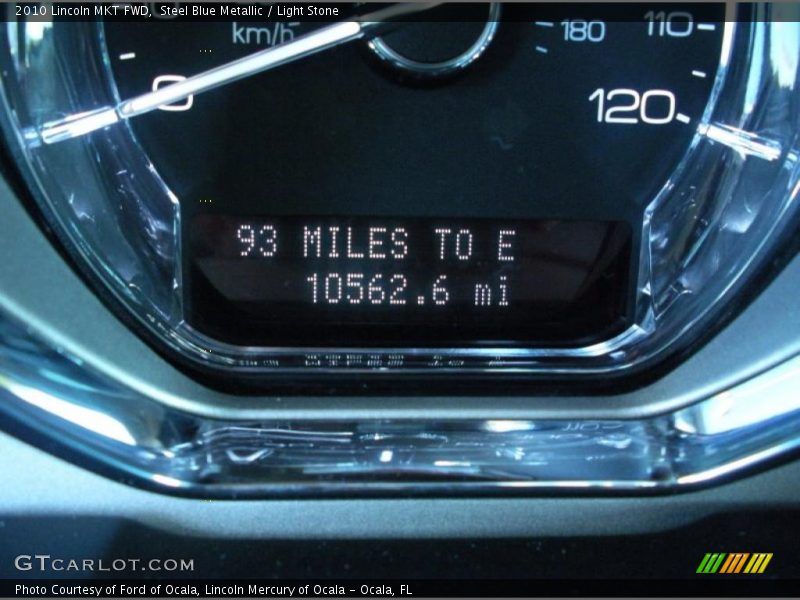 2010 Lincoln MKT FWD, Steel Blue Metallic / Light Stone
km/h
180
110
0
120
93 MILES TO E
10562.6 mi
GTCARLOT.COM
Photo Courtesy of Ford of Ocala, Lincoln Mercury of Ocala - Ocala, FL